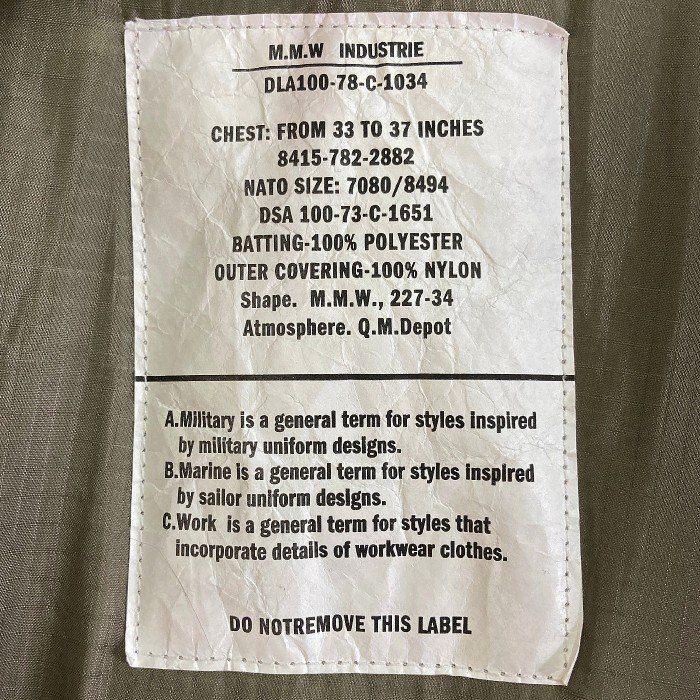 M.M.W INDUSTRIE
DLA100-78-C-1034
CHEST: FROM 33 TO 37 INCHES
8415-782-2882
NATO SIZE: 7080/8494
DSA 100-73-C-1651
BATTING-100% POLYESTER
OUTER COVERING-100% NYLON
Shape. M.M.W., 227-34
Atmosphere. Q.M.Depot
A.Military is a general term for styles inspired
by military uniform designs.
B.Marine is a general term for styles inspired
by sailor uniform designs.
C.Work is a general term for styles that
incorporate details of workwear clothes.
DO NOTREMOVE THIS LABEL